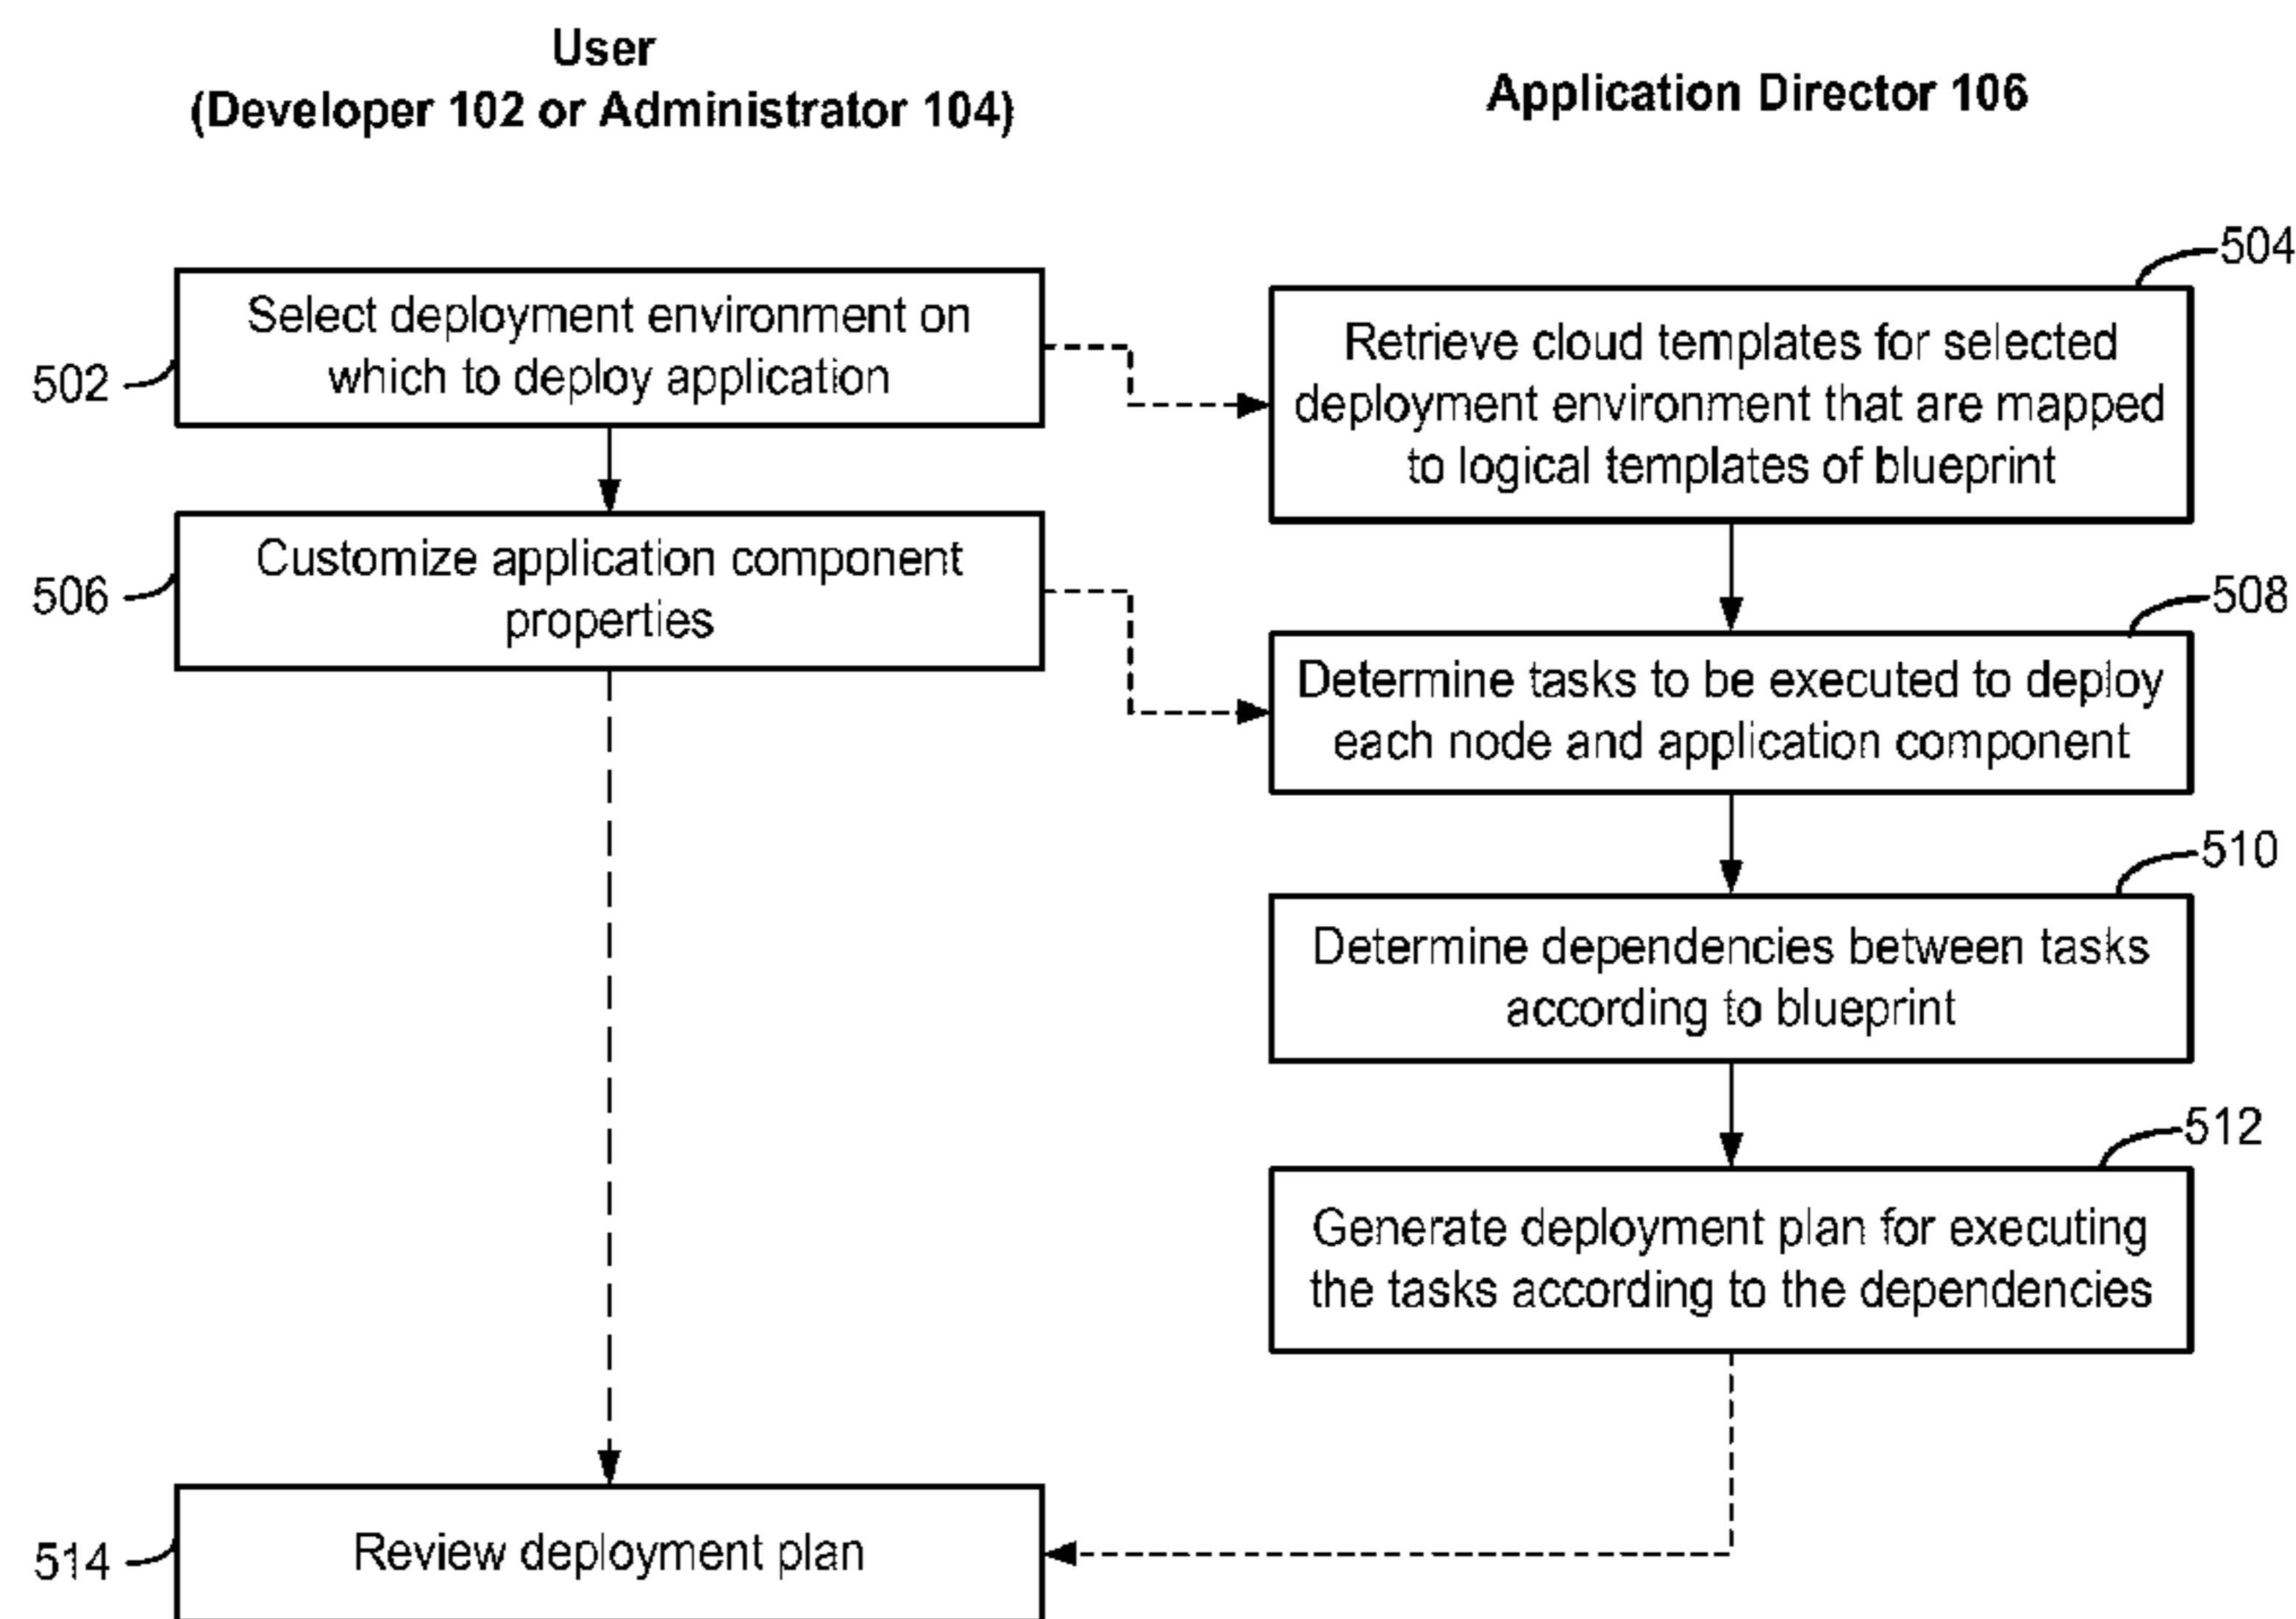 User
(Developer 102 or Administrator 104)
Application Director 106
502
Select deployment environment on
which to deploy application
504
Retrieve cloud templates for selected
deployment environment that are mapped
to logical templates of blueprint
506
Customize application component
properties
508
Determine tasks to be executed to deploy
each node and application component
510
Determine dependencies between tasks
according to blueprint
512
Generate deployment plan for executing
the tasks according to the dependencies
514
Review deployment plan